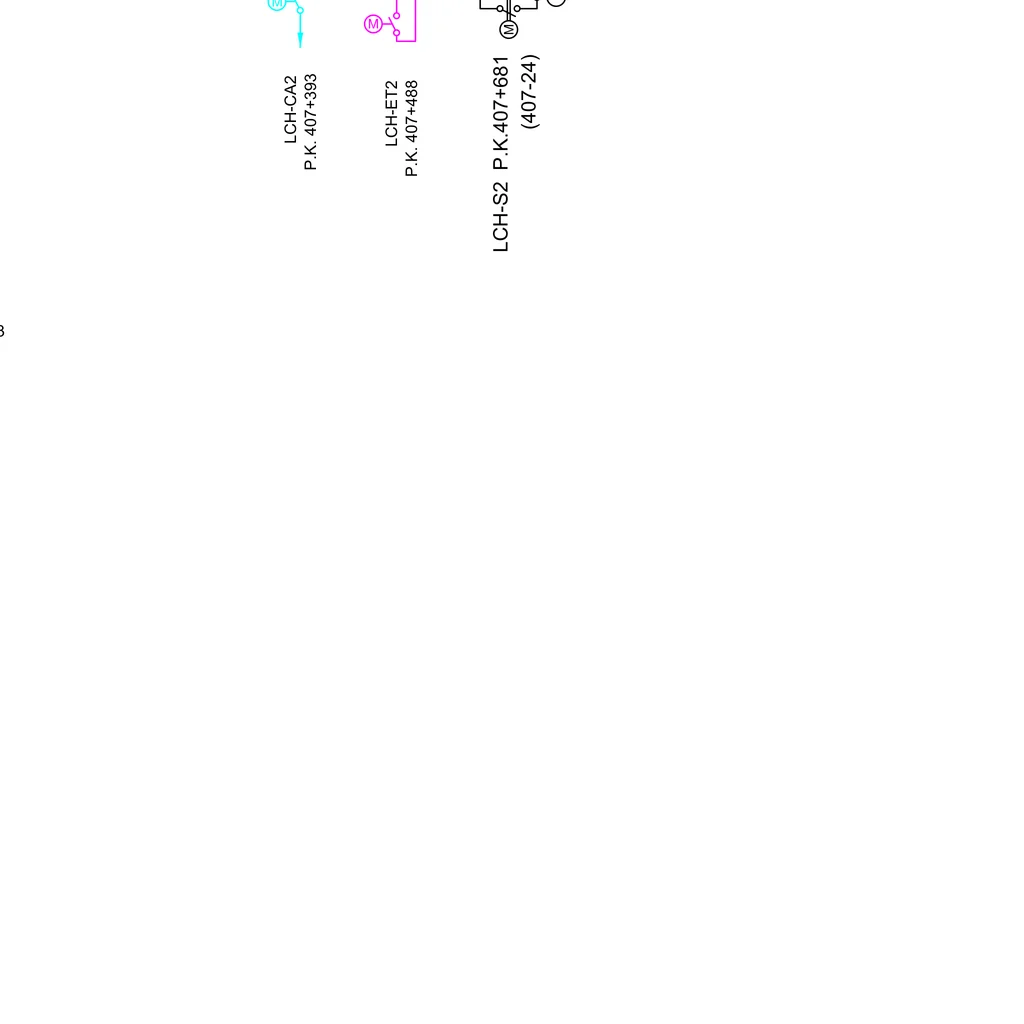 M
M
M
LCH-CA2
P.K. 407+393
LCH-ET2
P.K. 407+488
LCH-S2 P.K.407+681
(407-24)